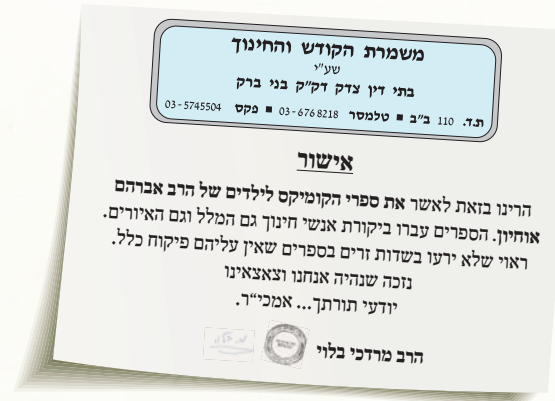 משמרת הקודש והחינוך
שע"י
בתי דין צדק דק"ק בני ברק
ת.ד. 110 ב"ב ■ טלמסר 03-6768218 ■ פקס 03-5745504
אישור
הרינו בזאת לאשר את ספרי הקומיקס לילדים של הרב אברהם
אוחיון. הספרים עברו ביקורת אנשי חינוך גם המלל וגם האיורים.
ראוי שלא ירעו בשדות זרים בספרים שאין עליהם פיקוח כלל.
נזכה שנהיה אנחנו וצאצאינו
יודעי תורתך... אמכי"ר.
הרב מרדכי בלוי